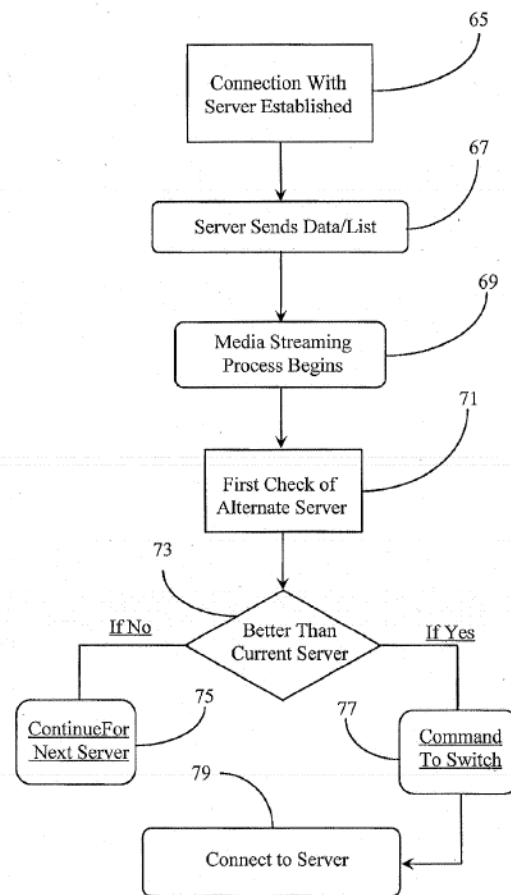 65
Connection With
Server Established
67
Server Sends Data/List
69
Media Streaming
Process Begins
71
First Check of
Alternate Server
73
Better Than
Current Server
If No
If Yes
75
ContinueFor
Next Server
77
Command
To Switch
79
Connect to Server